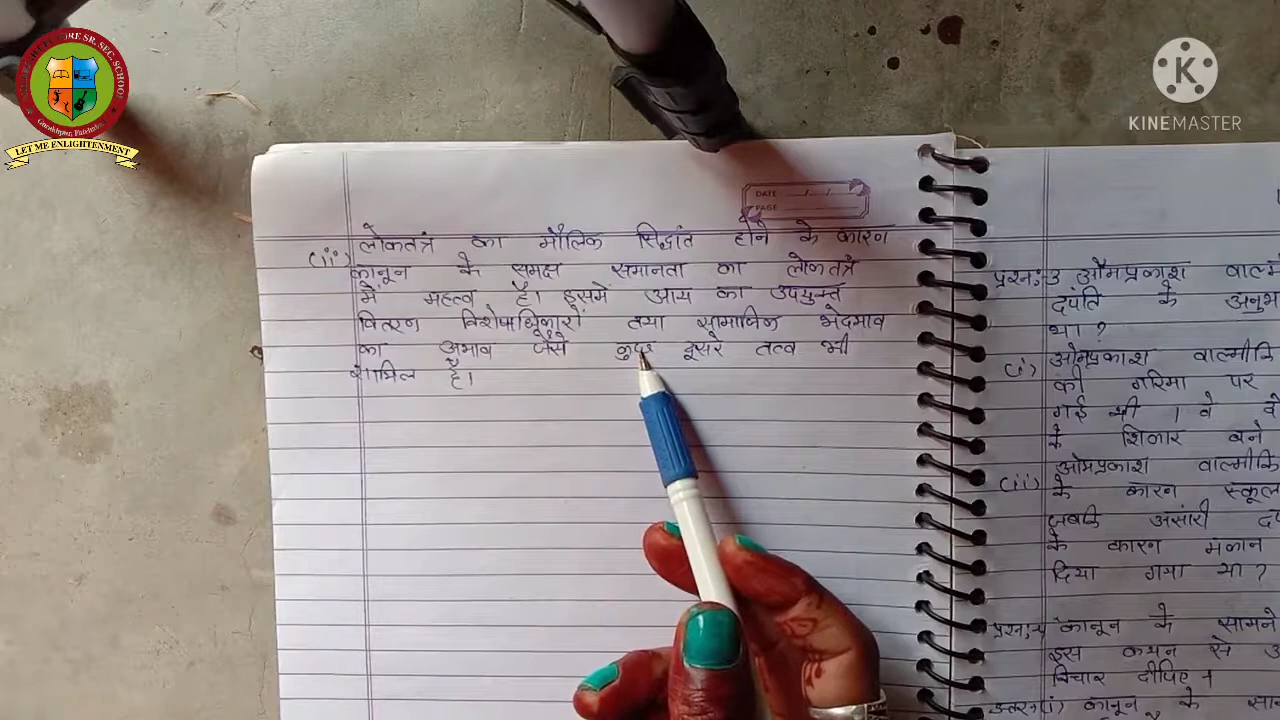 LET ME ENLIGHTENMENT
KINEMASTER
DATE
PAGE
(ii) लोकतंत्र का मौलिक सिद्धांत होने के कारण
कानून के समक्ष समानता का लोकतंत्र
में महत्व है। इसमें आय का उपयुक्त
वितरण विशेषाधिकारों तथा सामाजिक भेदभाव
का अभाव जैसे कुछ दूसरे तत्व भी
शामिल है।
प्रश्न:3 ओमप्रकाश वाल्मी
दंपति के अनुभ
था ?
(i) ओमप्रकाश वाल्मीकि
की गरिमा पर
गई थी । वे
के शिकार बने
(ii) ओमप्रकाश वाल्मीकि
के कारण स्कूल
जबकि अंसारी
के कारण मकान
दिया गया था ?
प्रश्न:4 कानून के सामने
इस कथन से
विचार दीजिए ।
उत्तर:(i) कानून के साम